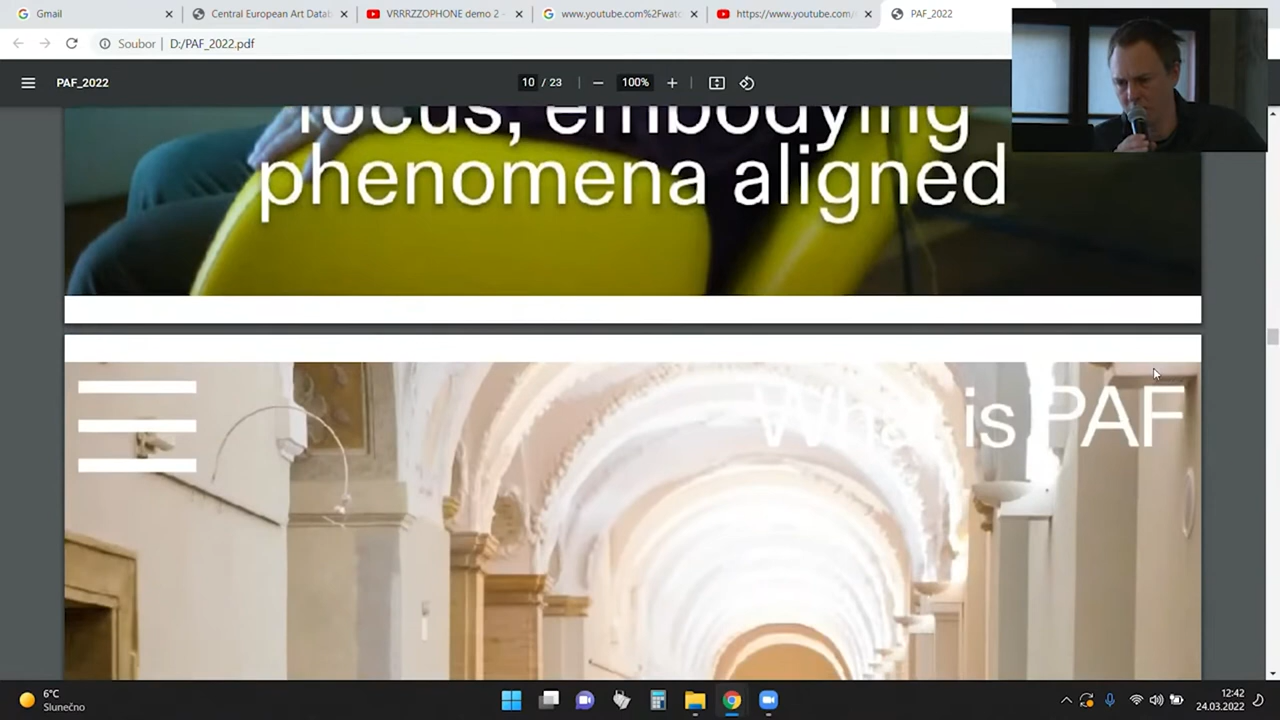 Gmail
Central European Art Datab
VRRRZZOPHONE demo 2
www.youtube.com%2Fwatc
https://www.youtube.com/
PAF_2022
Soubor
D:/PAF_2022.pdf
PAF_2022
10 / 23
100%
focus, embodying
phenomena aligned
What is PAF
6°C
Slunečno
12:42
24.03.2022